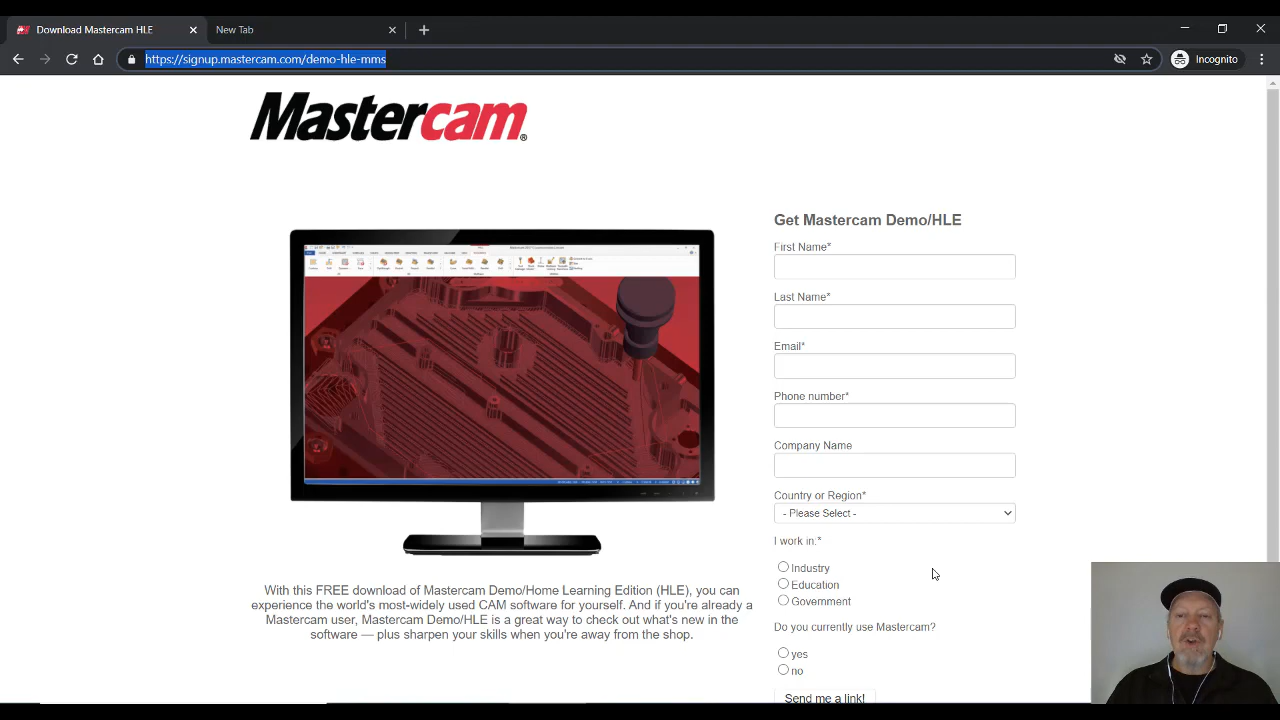 Download Mastercam HLE
New Tab
https://signup.mastercam.com/demo-hle-mms
Incognito
Mastercam®
Get Mastercam Demo/HLE
First Name*
Last Name*
Email*
Phone number*
Company Name
Country or Region*
- Please Select -
I work in:*
Industry
Education
Government
Do you currently use Mastercam?
yes
no
Send me a link!
With this FREE download of Mastercam Demo/Home Learning Edition (HLE), you can
experience the world's most-widely used CAM software for yourself. And if you're already a
Mastercam user, Mastercam Demo/HLE is a great way to check out what's new in the
software — plus sharpen your skills when you're away from the shop.